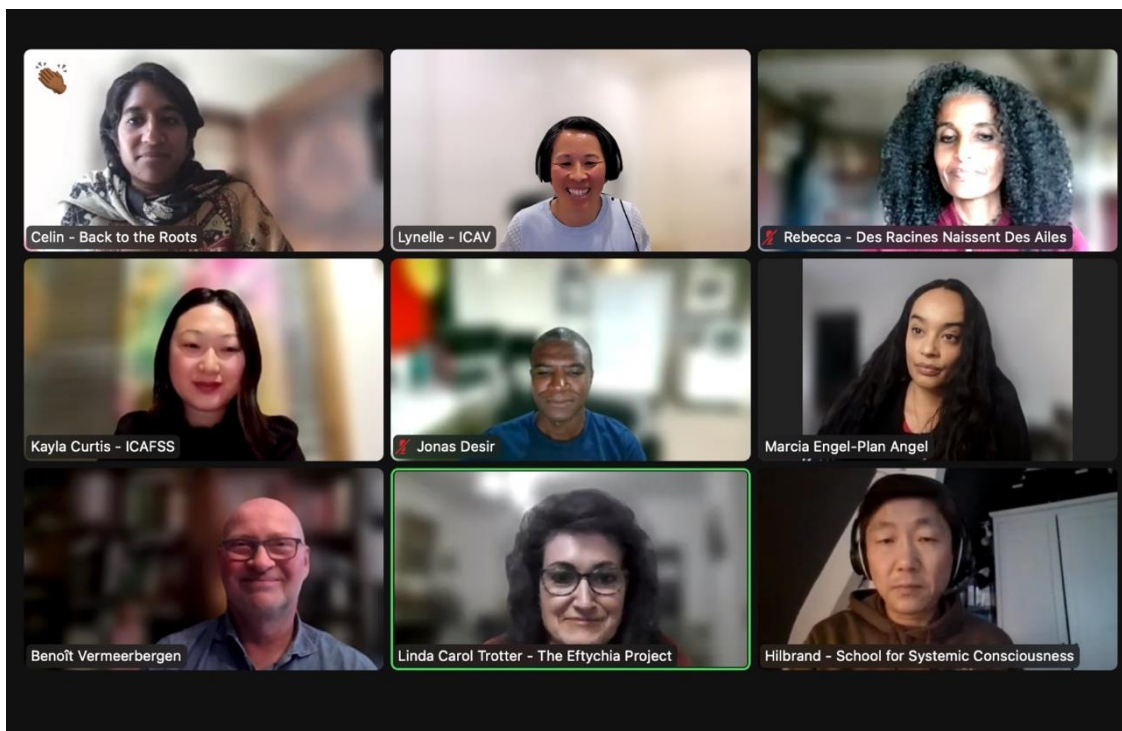 Celin - Back to the Roots
Lynelle - ICAV
Rebecca - Des Racines Naissent Des Ailes
Kayla Curtis - ICAFSS
Jonas Desir
Marcia Engel-Plan Angel
Benoît Vermeerbergen
Linda Carol Trotter - The Eftychia Project
Hilbrand - School for Systemic Consciousness